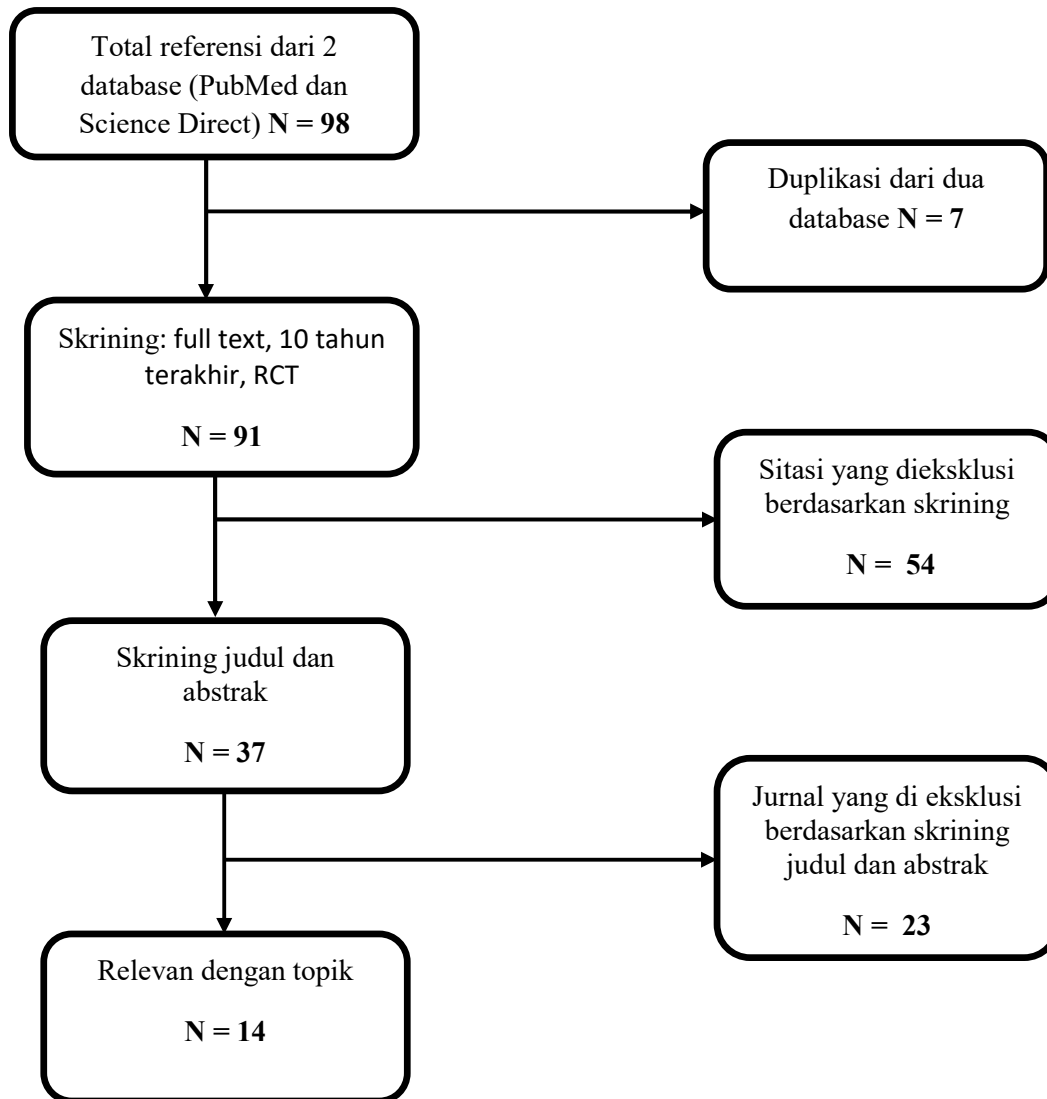 Total referensi dari 2
database (PubMed dan
Science Direct) N = 98
Duplikasi dari dua
database N = 7
Skrining: full text, 10 tahun
terakhir, RCT
N = 91
Sitasi yang dieksklusi
berdasarkan skrining
N = 54
Skrining judul dan
abstrak
N = 37
Jurnal yang di eksklusi
berdasarkan skrining
judul dan abstrak
N = 23
Relevan dengan topik
N = 14